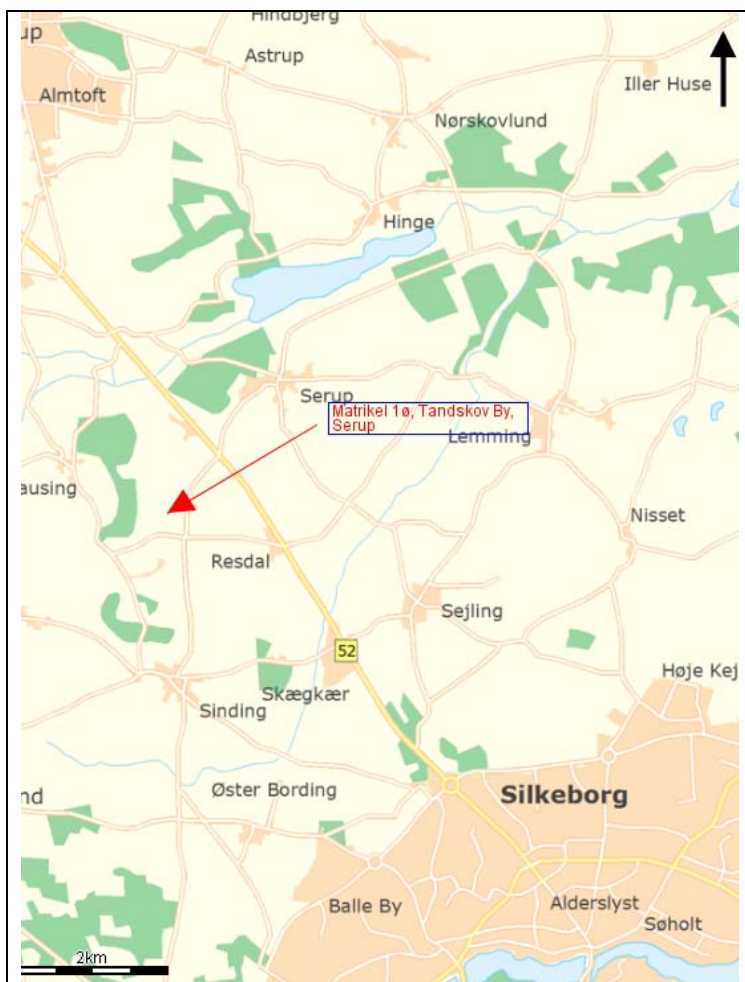 Hindbjerg
up
Astrup
Almtoft
Iller Huse
Nørskovlund
Hinge
Serup
Matrikel 1ø, Tandskov By,
Serup
Lemming
ausing
Nisset
Resdal
Sejling
52
Høje Kej
Skægkær
Sinding
Øster Bording
nd
Silkeborg
Alderslyst
Balle By
Søholt
2km